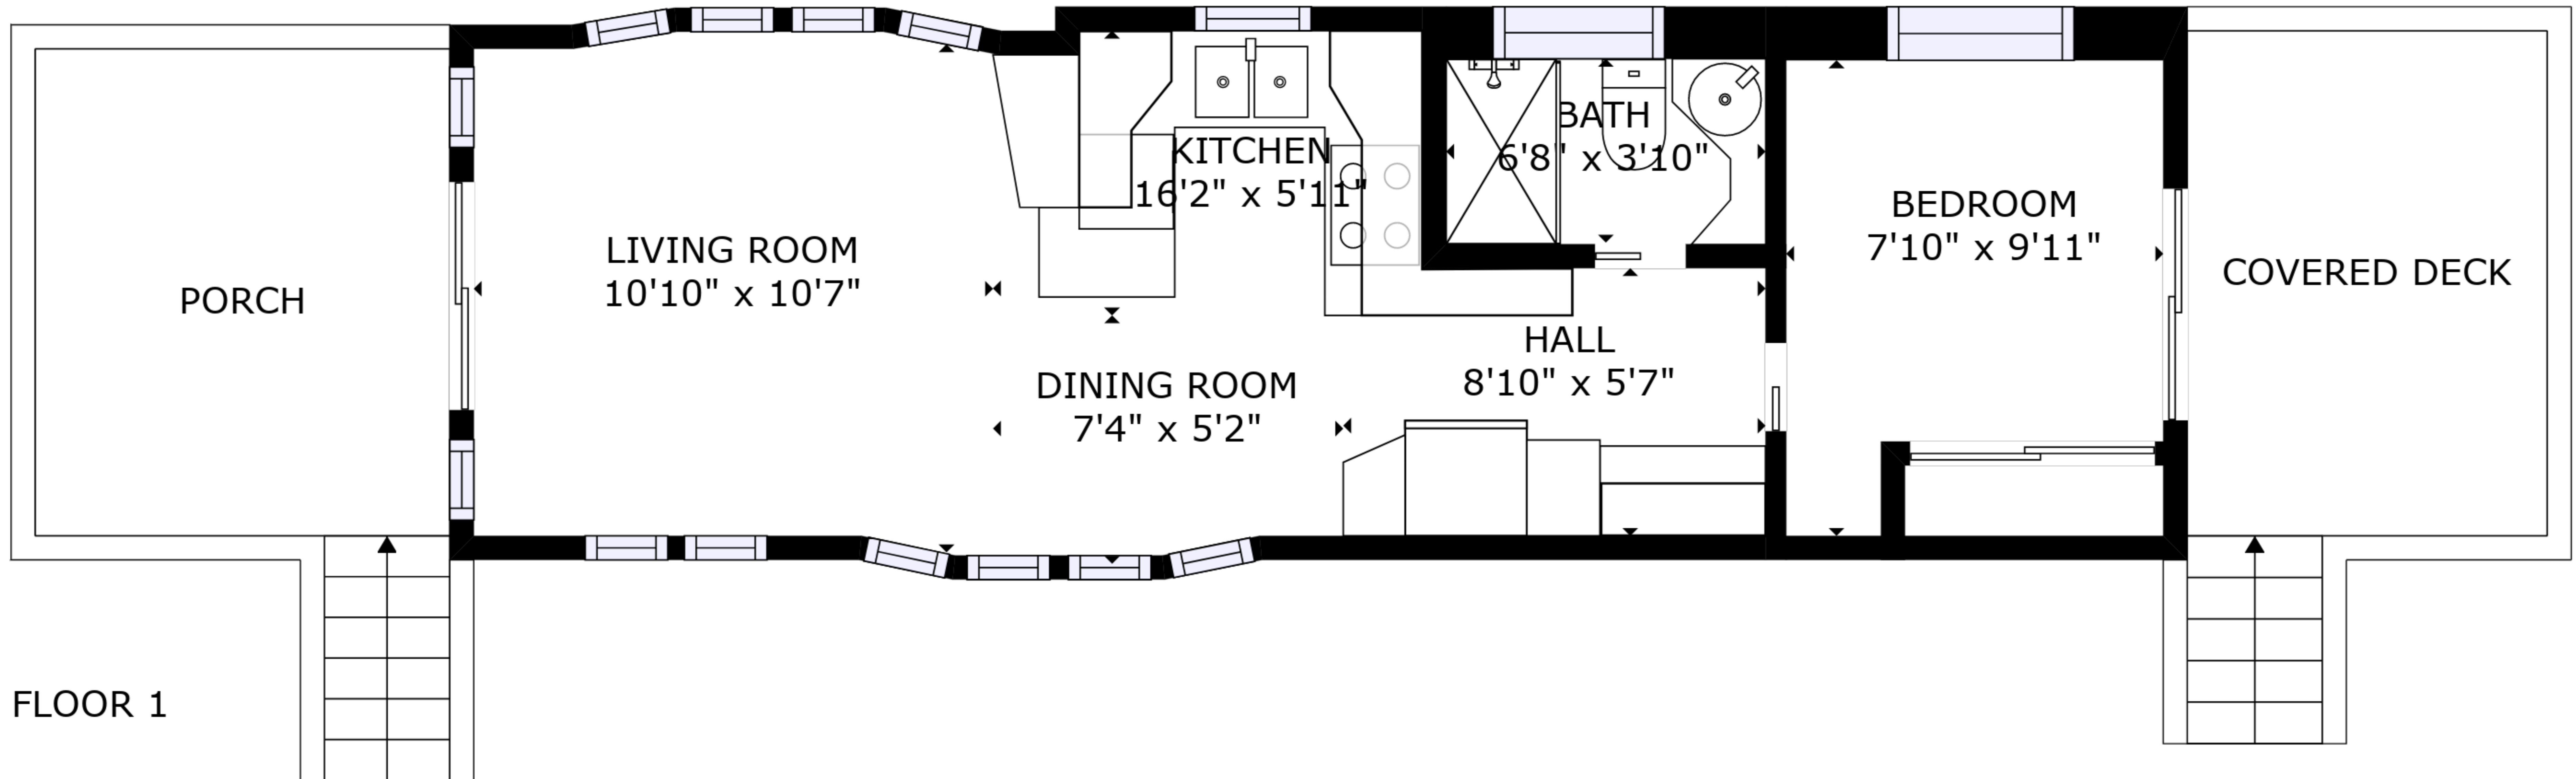 KITCHEN
16'2" x 5'11"
BATH
6'8" x 3'10"
BEDROOM
7'10" x 9'11"
LIVING ROOM
10'10" x 10'7"
PORCH
COVERED DECK
HALL
8'10" x 5'7"
DINING ROOM
7'4" x 5'2"
FLOOR 1